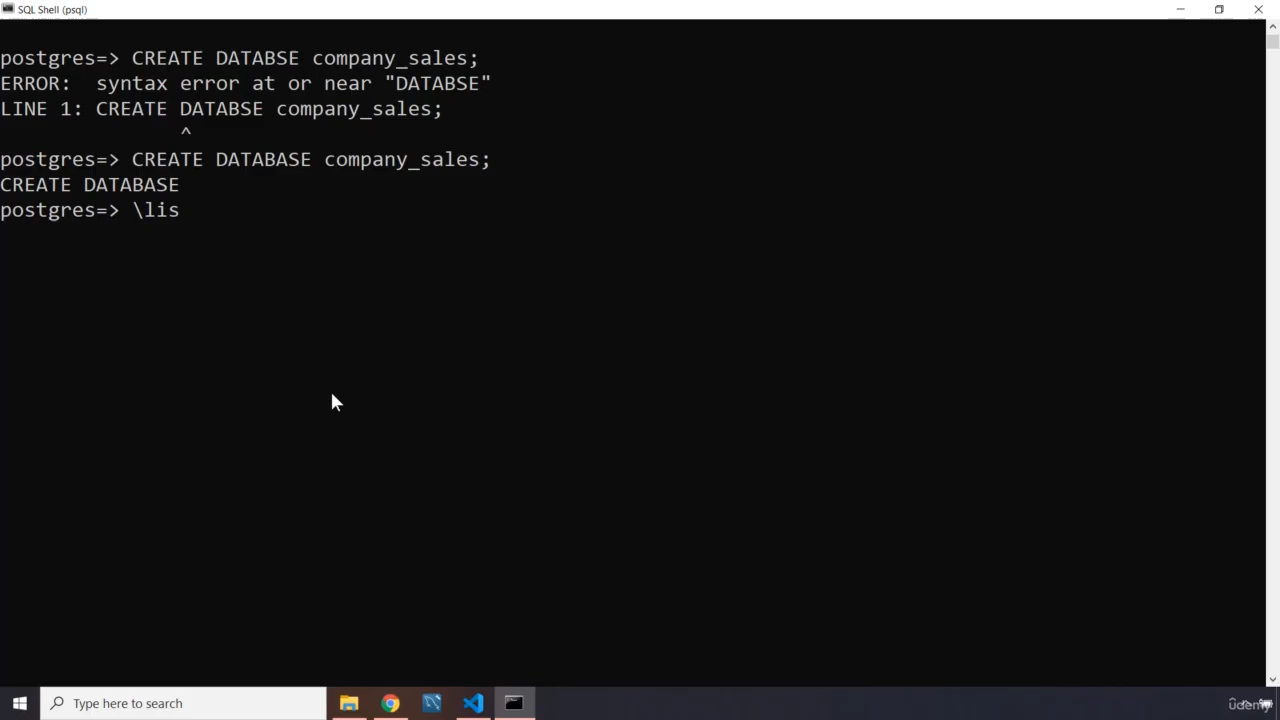 SQL Shell (psql)
postgres=> CREATE DATABSE company_sales;
ERROR:  syntax error at or near "DATABSE"
LINE 1: CREATE DATABSE company_sales;
               ^
postgres=> CREATE DATABASE company_sales;
CREATE DATABASE
postgres=> \lis
Type here to search
udemy